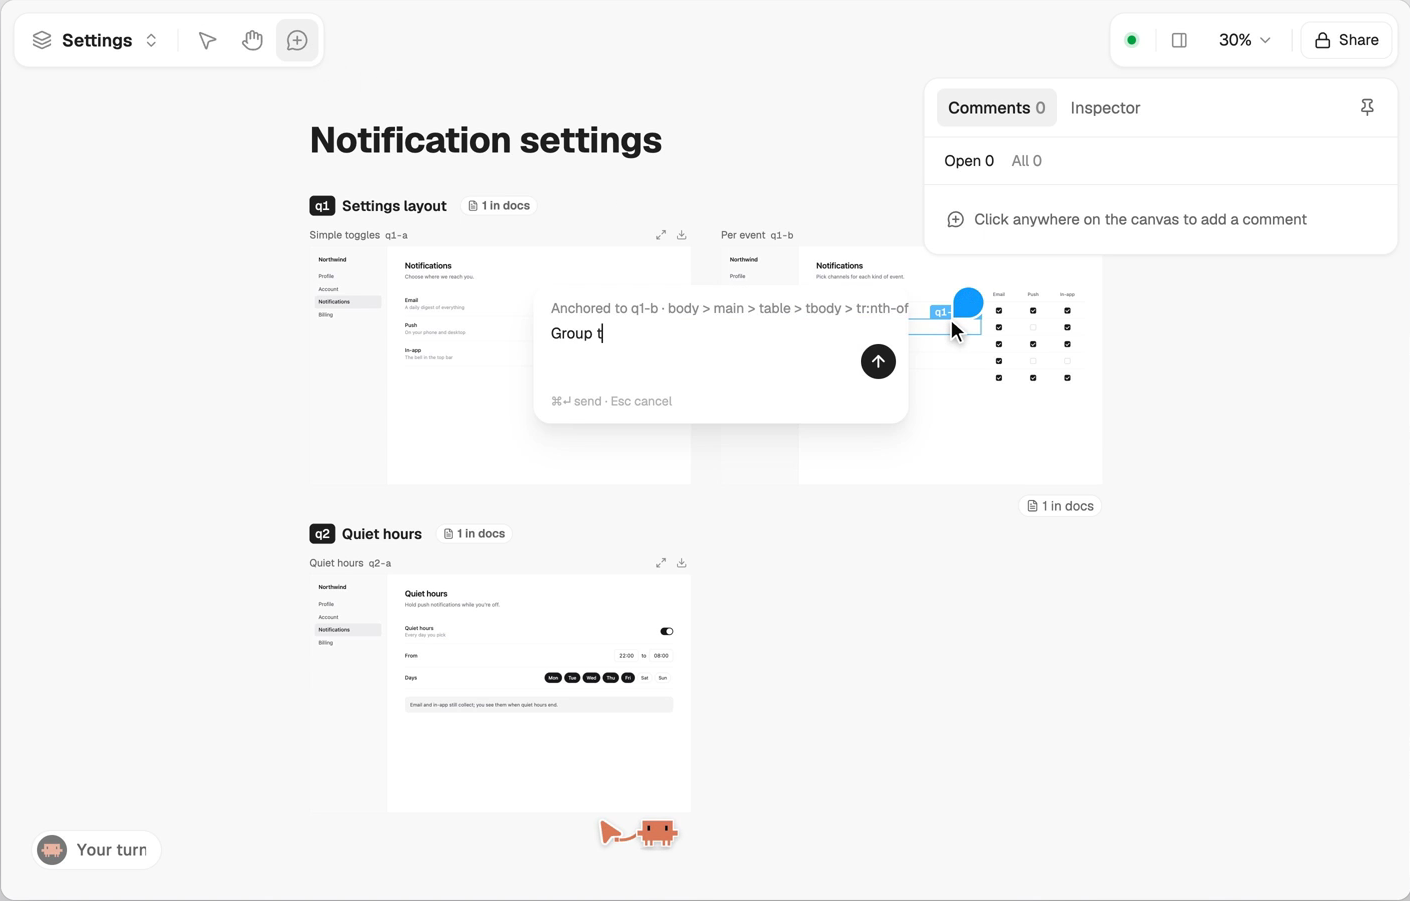 Settings
30%
Share
Comments 0
Inspector
Open 0 All 0
Click anywhere on the canvas to add a comment
Notification settings
q1 Settings layout 1 in docs
Simple toggles q1-a
Northwind
Profile
Account
Notifications
Billing
Notifications
Choose where we reach you.
Email
A daily digest of everything
Push
On your phone and desktop
In-app
The bell in the top bar
Per event q1-b
Northwind
Profile
Notifications
Pick channels for each kind of event.
Email Push In-app
q1-
Anchored to q1-b · body > main > table > tbody > tr:nth-of
Group t
⌘↵ send · Esc cancel
1 in docs
q2 Quiet hours 1 in docs
Quiet hours q2-a
Northwind
Profile
Account
Notifications
Billing
Quiet hours
Hold push notifications while you're off.
Quiet hours
Every day you pick
From 22:00 to 08:00
Days Mon Tue Wed Thu Fri Sat Sun
Email and in-app still collect; you see them when quiet hours end.
Your turn